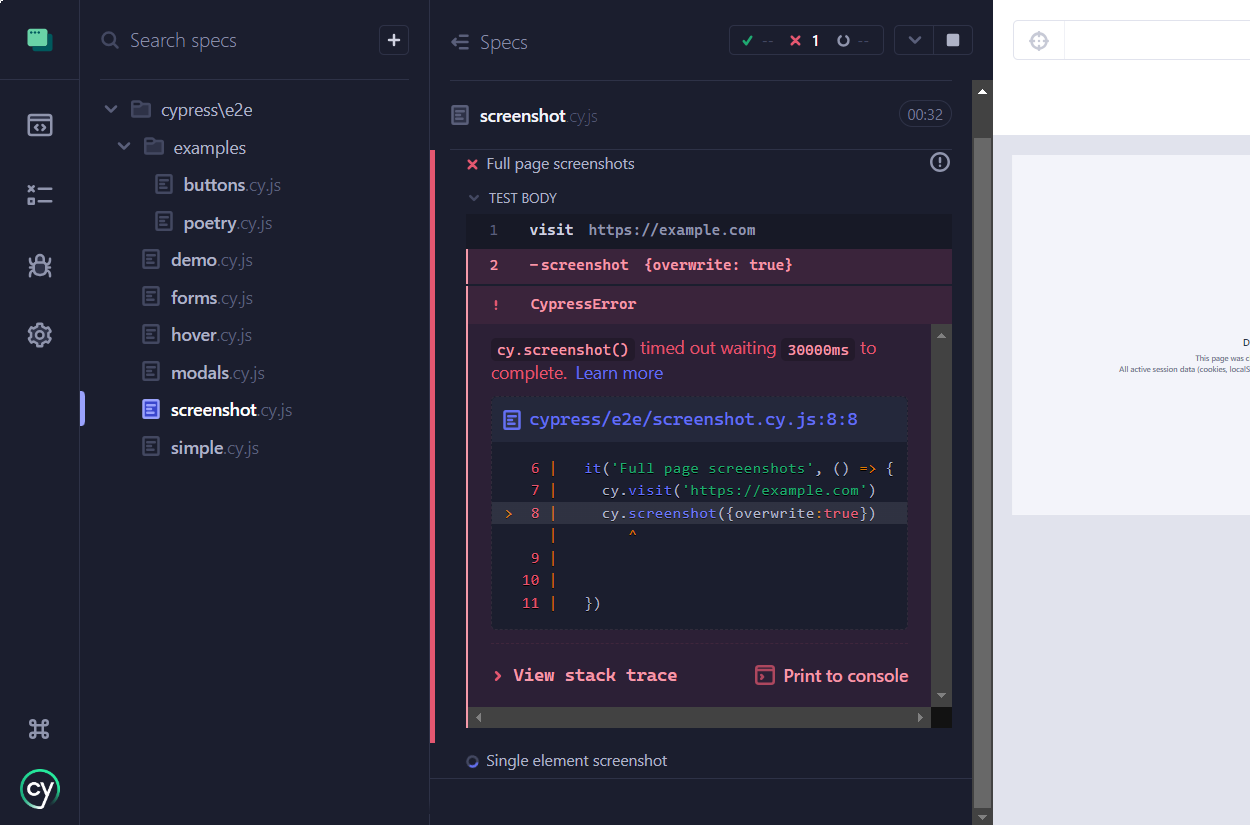 Search specs
+
cypress\e2e
examples
buttons.cy.js
poetry.cy.js
demo.cy.js
forms.cy.js
hover.cy.js
modals.cy.js
screenshot.cy.js
simple.cy.js
cy
Specs
-- 1 --
screenshot.cy.js 00:32
Full page screenshots
TEST BODY
1 visit https://example.com
2 -screenshot {overwrite: true}
! CypressError
cy.screenshot() timed out waiting 30000ms to
complete. Learn more
cypress/e2e/screenshot.cy.js:8:8
6 | it('Full page screenshots', () => {
7 | cy.visit('https://example.com')
> 8 | cy.screenshot({overwrite:true})
| ^
9 |
10 |
11 | })
> View stack trace Print to console
Single element screenshot
D
This page was c
All active session data (cookies, localS